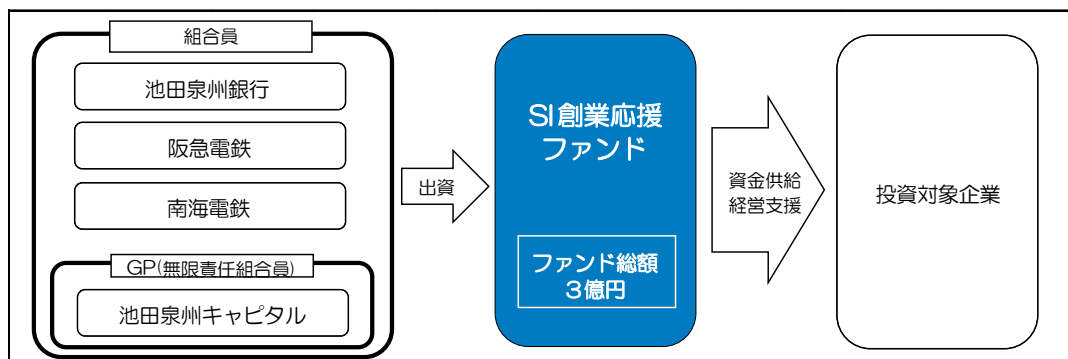 組合員
池田泉州銀行
阪急電鉄
南海電鉄
GP(無限責任組合員)
池田泉州キャピタル
出資
SI創業応援
ファンド
ファンド総額
3億円
資金供給
経営支援
投資対象企業